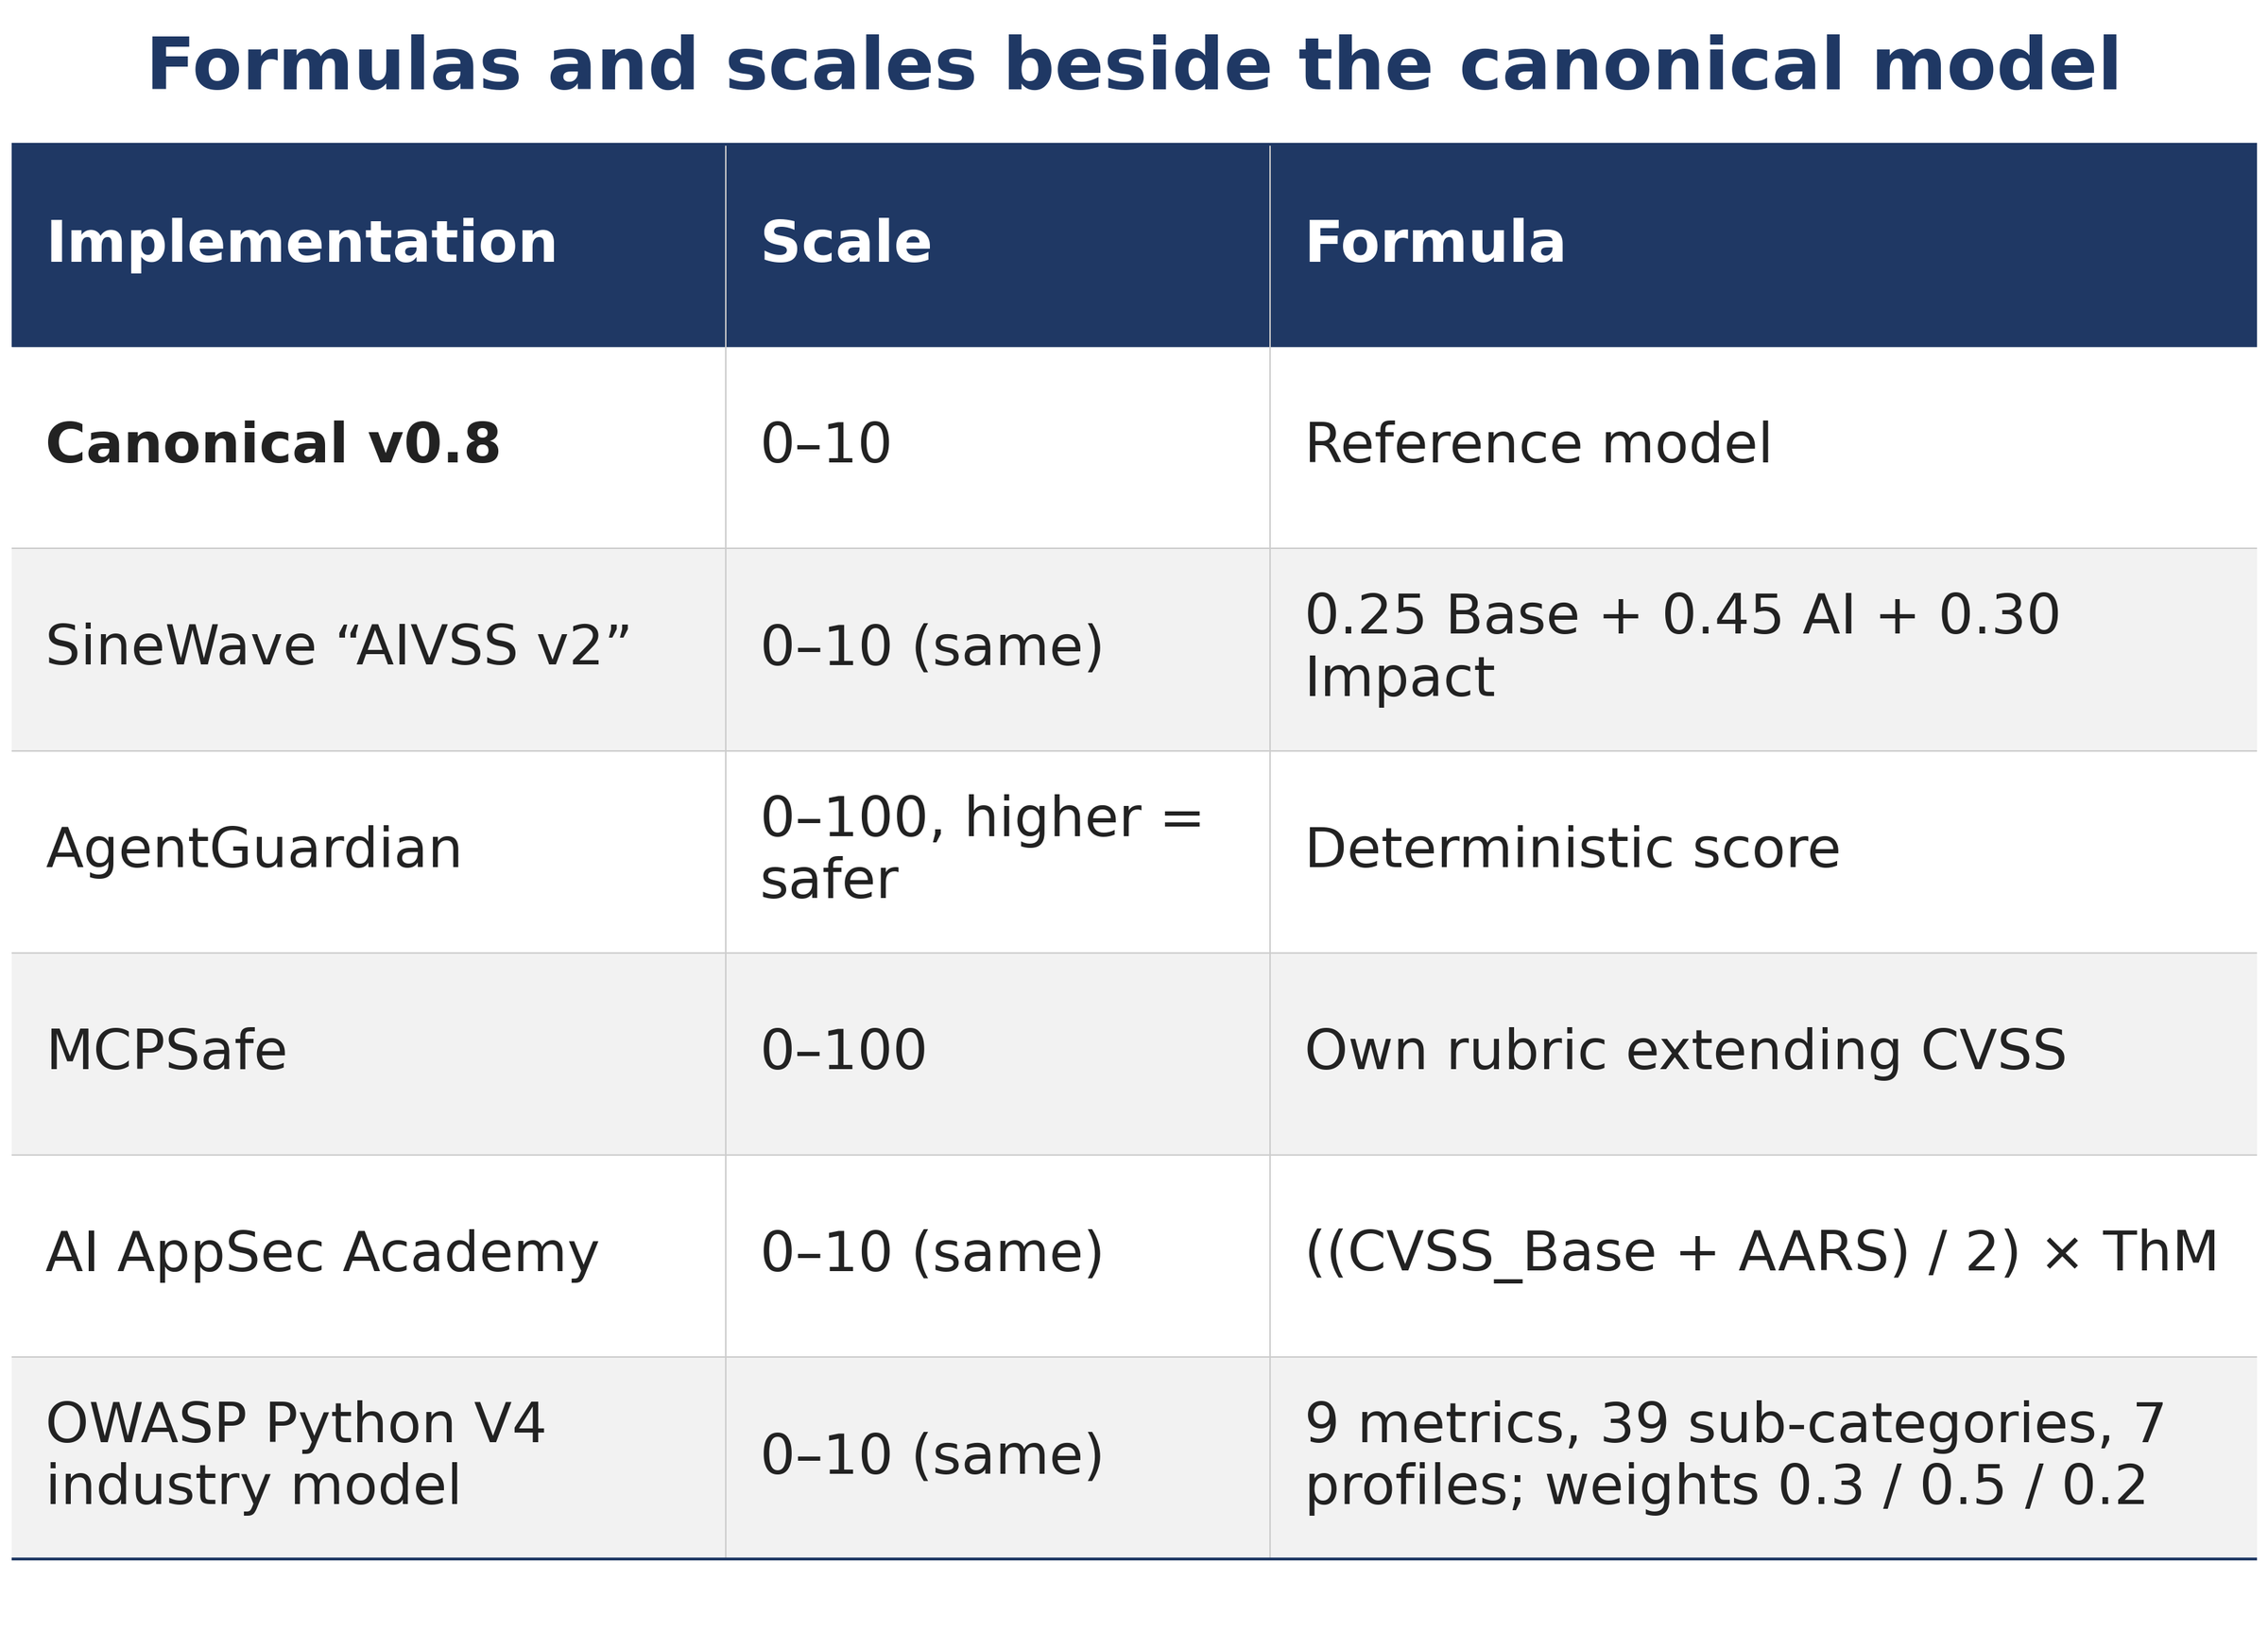 Formulas and scales beside the canonical model
Implementation
Scale
Formula
Canonical v0.8
0–10
Reference model
SineWave “AIVSS v2”
0–10 (same)
0.25 Base + 0.45 AI + 0.30
Impact
AgentGuardian
0–100, higher =
safer
Deterministic score
MCPSafe
0–100
Own rubric extending CVSS
AI AppSec Academy
0–10 (same)
((CVSS_Base + AARS) / 2) × ThM
OWASP Python V4
industry model
0–10 (same)
9 metrics, 39 sub-categories, 7
profiles; weights 0.3 / 0.5 / 0.2